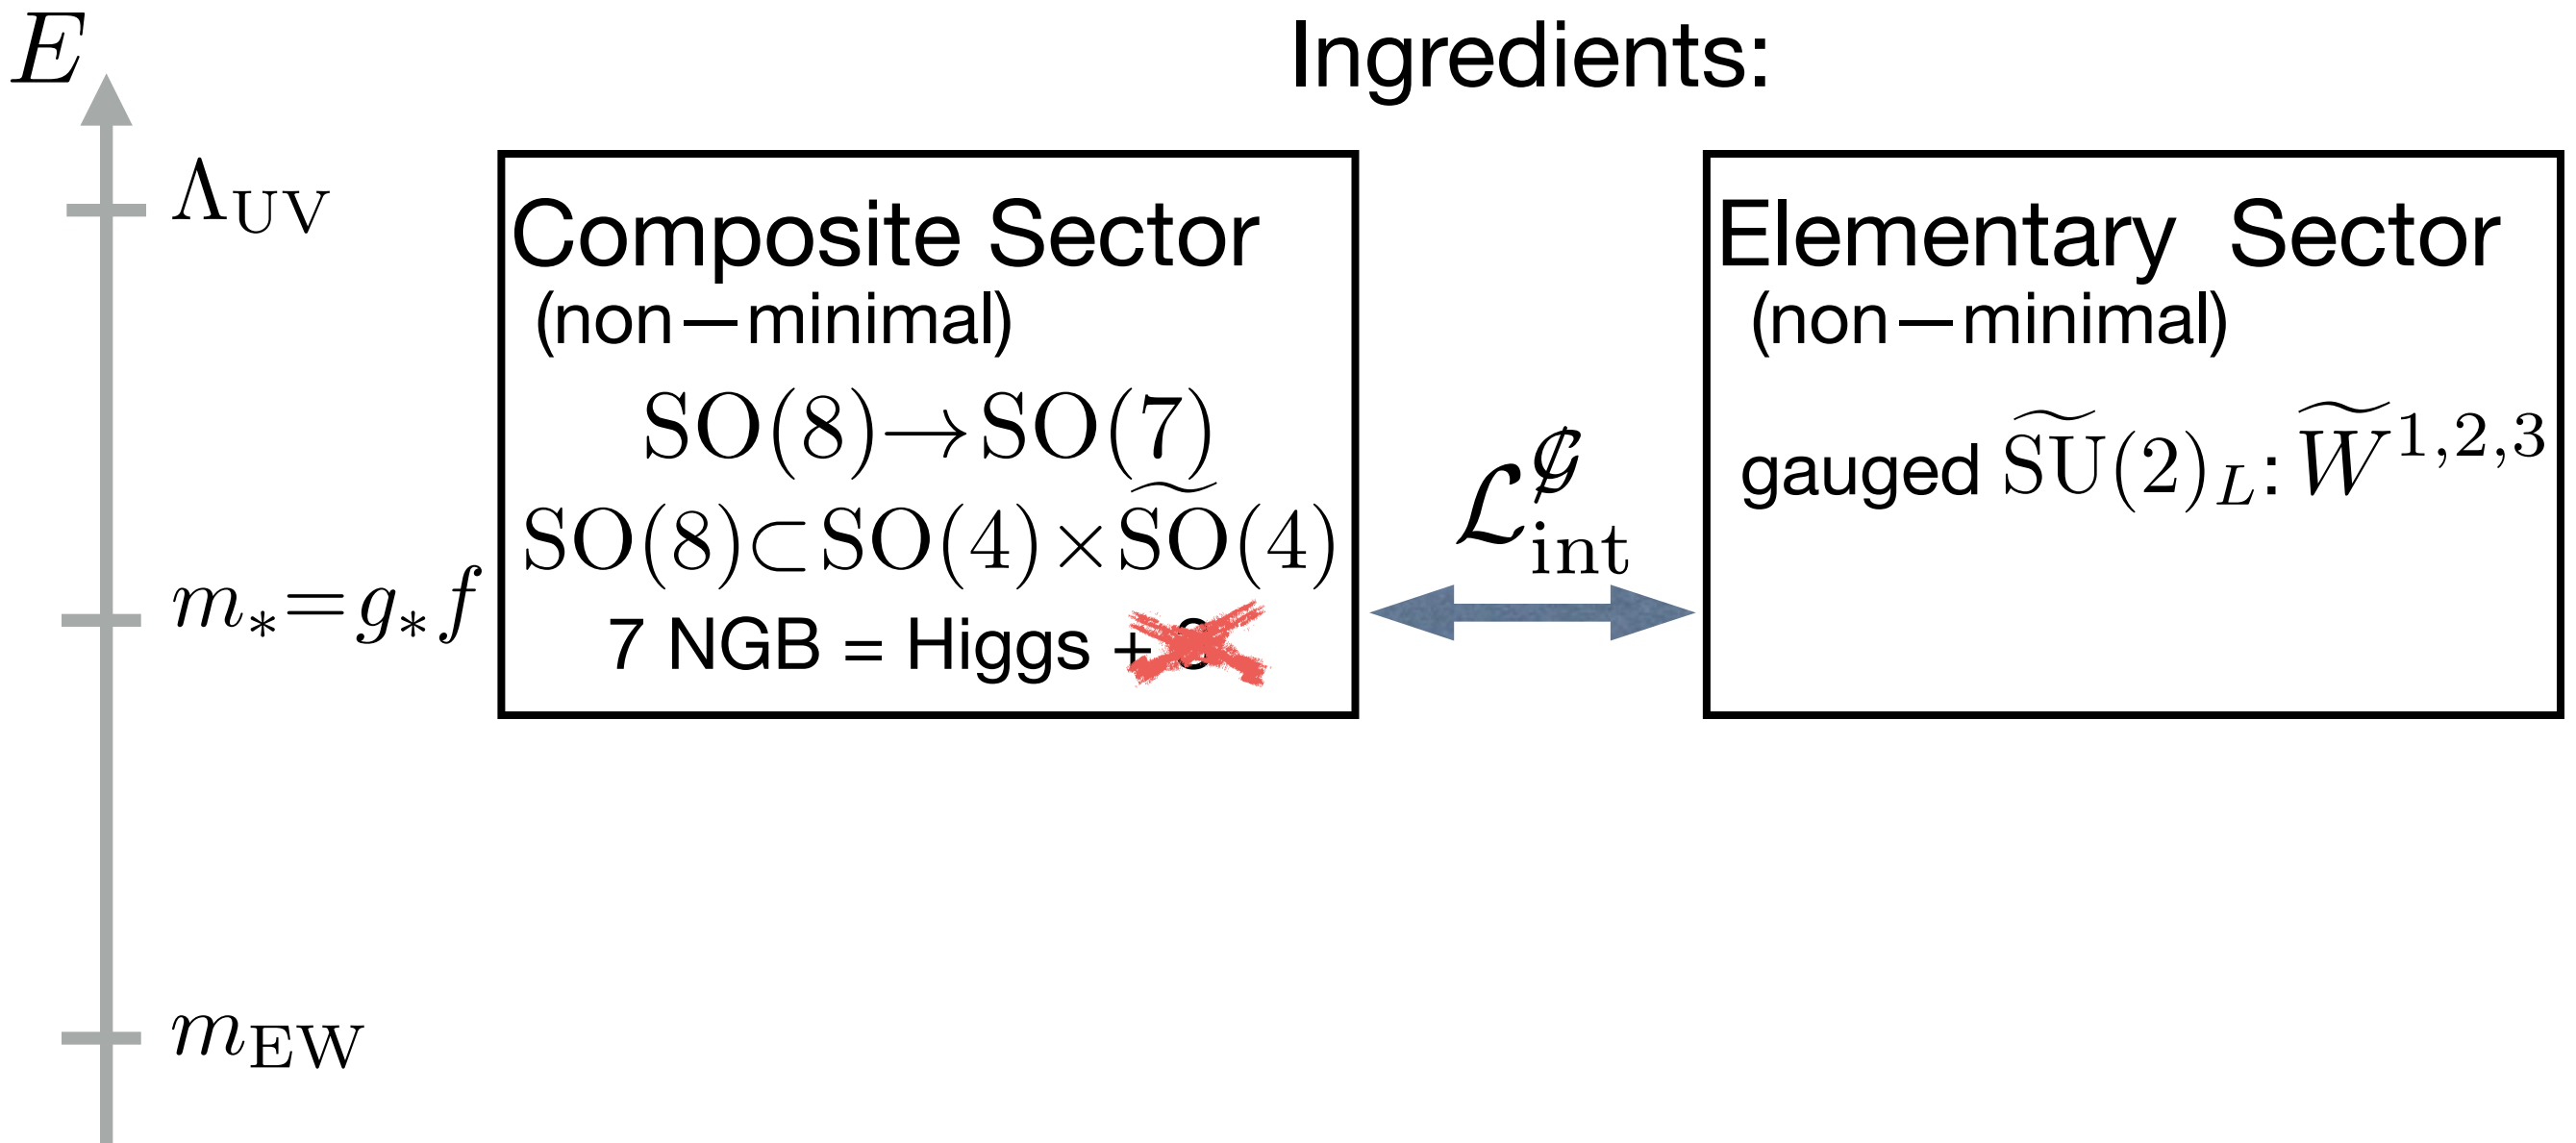 E
Ingredients:
Λ_UV
m_*=g_*f
m_EW
Composite Sector
(non—minimal)
SO(8)→SO(7)
SO(8)⊂SO(4)×S͠O(4)
7 NGB = Higgs +
ℒ_int^G̸
Elementary Sector
(non—minimal)
gauged S͠U(2)_L: W̃^1,2,3